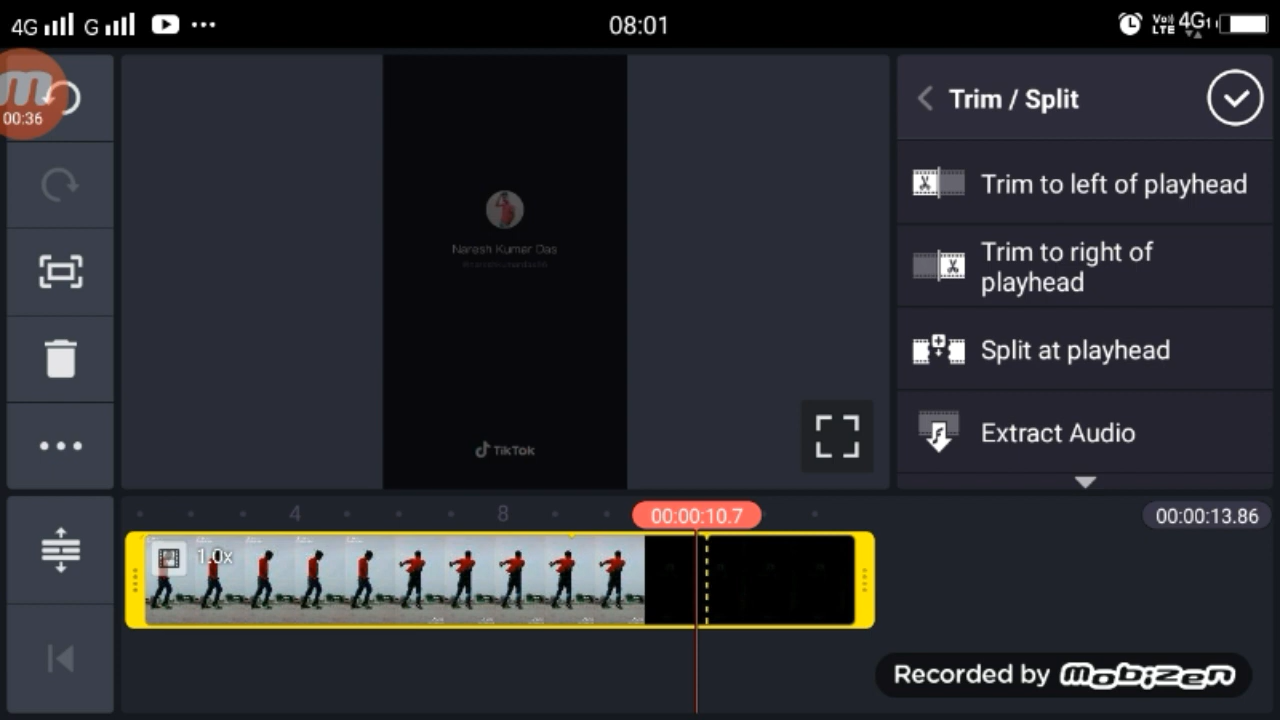 4G G 08:01 Vo)) LTE 4G
00:36
Trim / Split
Trim to left of playhead
Trim to right of
playhead
Split at playhead
Extract Audio
Naresh Kumar Das
TikTok
4 8 00:00:10.7 00:00:13.86
1.0x
Recorded by mobizen